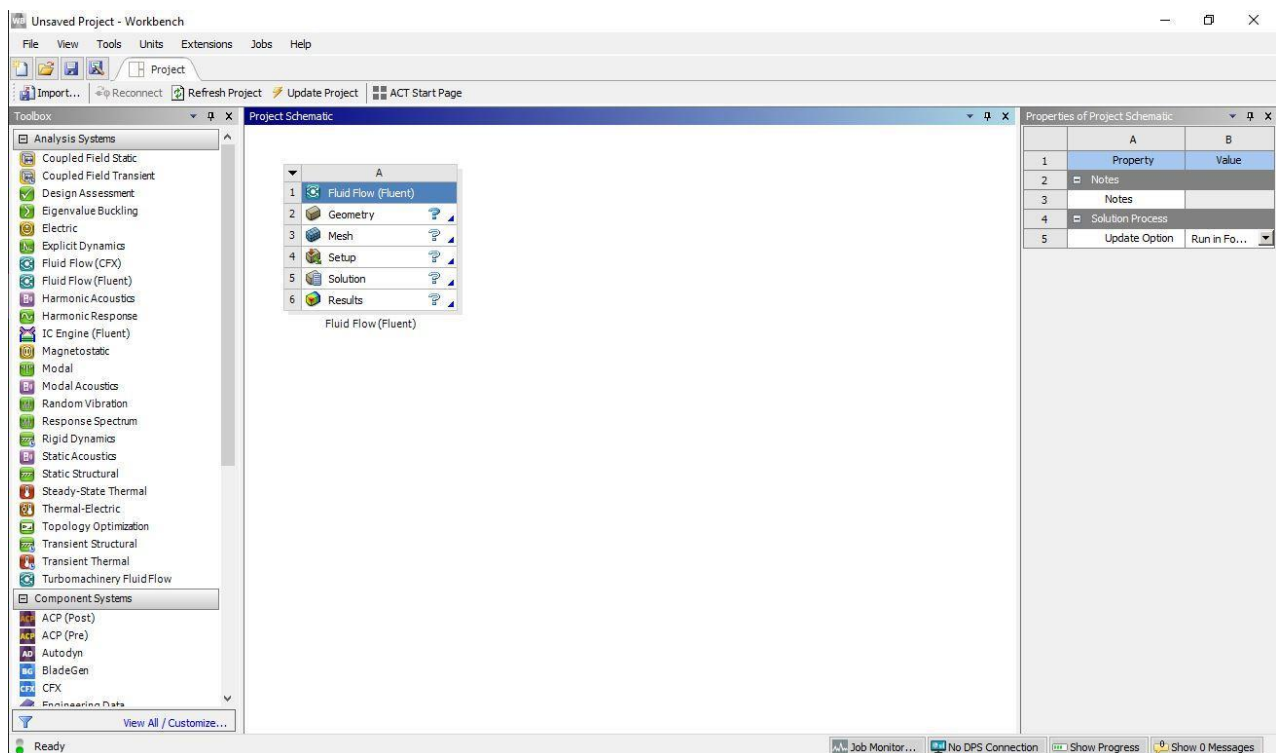 Unsaved Project - Workbench
File View Tools Units Extensions Jobs Help
Project
Import... Reconnect Refresh Project Update Project ACT Start Page
Toolbox
Analysis Systems
Coupled Field Static
Coupled Field Transient
Design Assessment
Eigenvalue Buckling
Electric
Explicit Dynamics
Fluid Flow (CFX)
Fluid Flow (Fluent)
Harmonic Acoustics
Harmonic Response
IC Engine (Fluent)
Magnetostatic
Modal
Modal Acoustics
Random Vibration
Response Spectrum
Rigid Dynamics
Static Acoustics
Static Structural
Steady-State Thermal
Thermal-Electric
Topology Optimization
Transient Structural
Transient Thermal
Turbomachinery Fluid Flow
Component Systems
ACP (Post)
ACP (Pre)
Autodyn
BladeGen
CFX
Engineering Data
View All / Customize...
Project Schematic
A
1 Fluid Flow (Fluent)
2 Geometry ?
3 Mesh ?
4 Setup ?
5 Solution ?
6 Results ?
Fluid Flow (Fluent)
Properties of Project Schematic
A B
1 Property Value
2 Notes
3 Notes
4 Solution Process
5 Update Option Run in Fo...
Ready
Job Monitor... No DPS Connection Show Progress Show 0 Messages